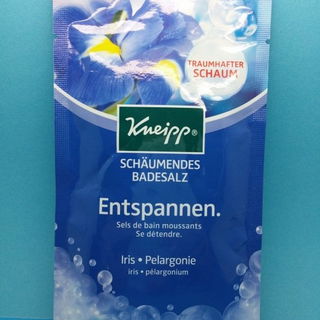 TRAUMHAFTER
SCHAUM
Kneipp®
SCHÄUMENDES
BADESALZ
Entspannen.
Sels de bain moussants
Se détendre.
Iris • Pelargonie
iris • pélargonium